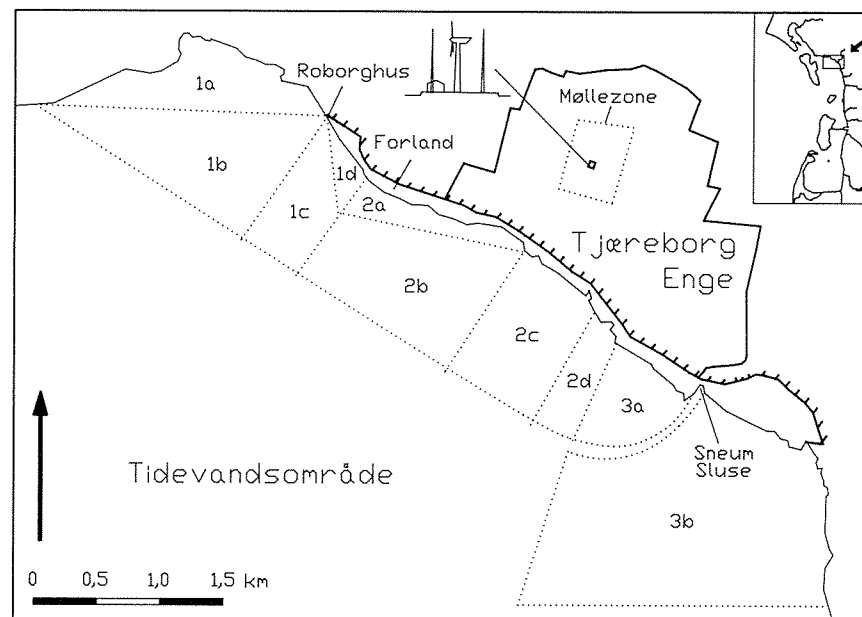 1a
Roborghus
Møllezone
Forland
1b
1d
1c
2a
Tjæreborg
Enge
2b
2c
2d
3a
Sneum
Sluse
Tidevandsområde
3b
0 0,5 1,0 1,5 km